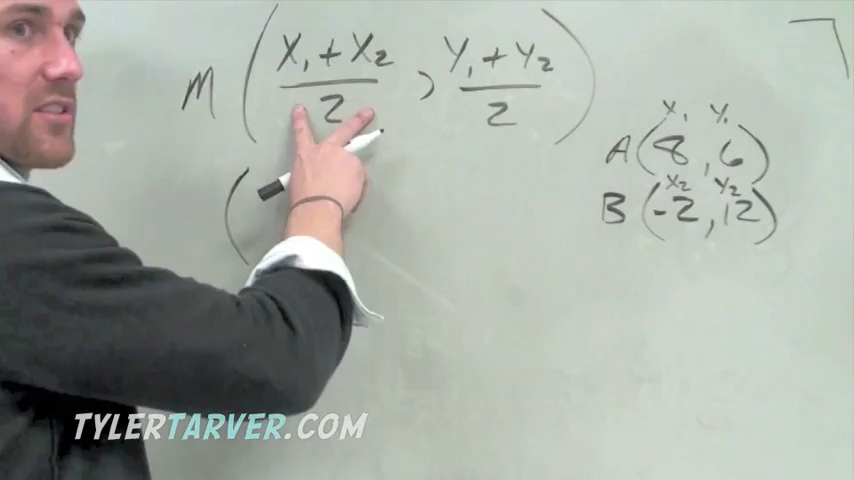 M ( X₁ + X₂ / 2 , Y₁ + Y₂ / 2 )
X₁ Y₁
A ( 8 , 6 )
X₂ Y₂
B ( -2 , 12 )
(
TYLERTARVER.COM